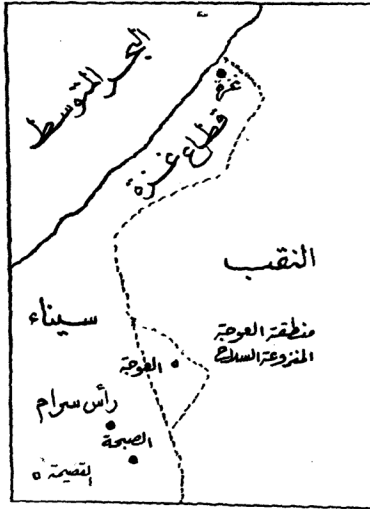 البحر المتوسط
غزة
قطاع غزة
النقب
سيناء
منطقة العوجة
المنزوعة السلاح
العوجة
رأس سرام
الصبحة
القصيمة